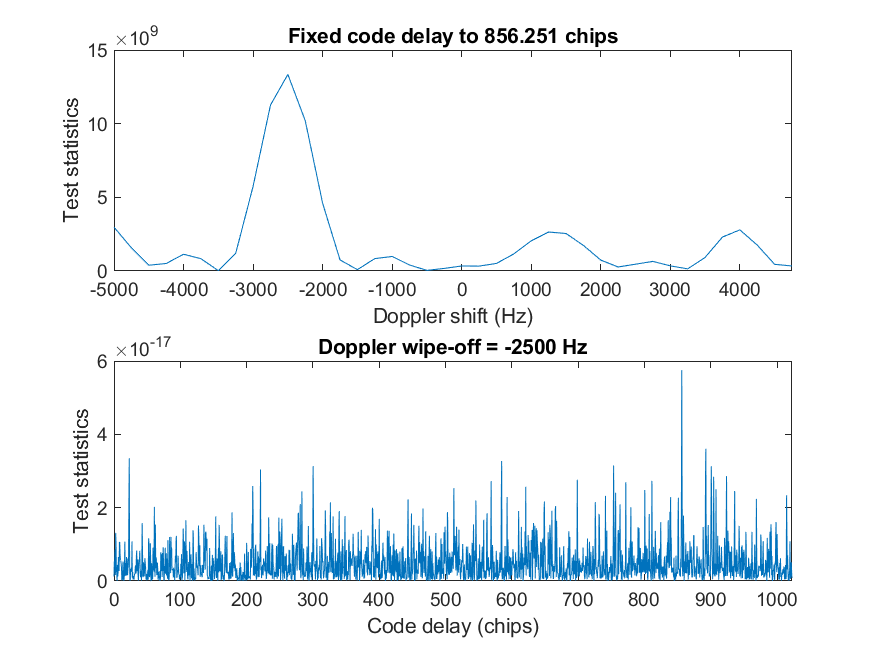 ×10^9
Fixed code delay to 856.251 chips
15
10
5
0
Test statistics
-5000 -4000 -3000 -2000 -1000 0 1000 2000 3000 4000
Doppler shift (Hz)
×10^-17
Doppler wipe-off = -2500 Hz
6
4
2
0
Test statistics
0 100 200 300 400 500 600 700 800 900 1000
Code delay (chips)